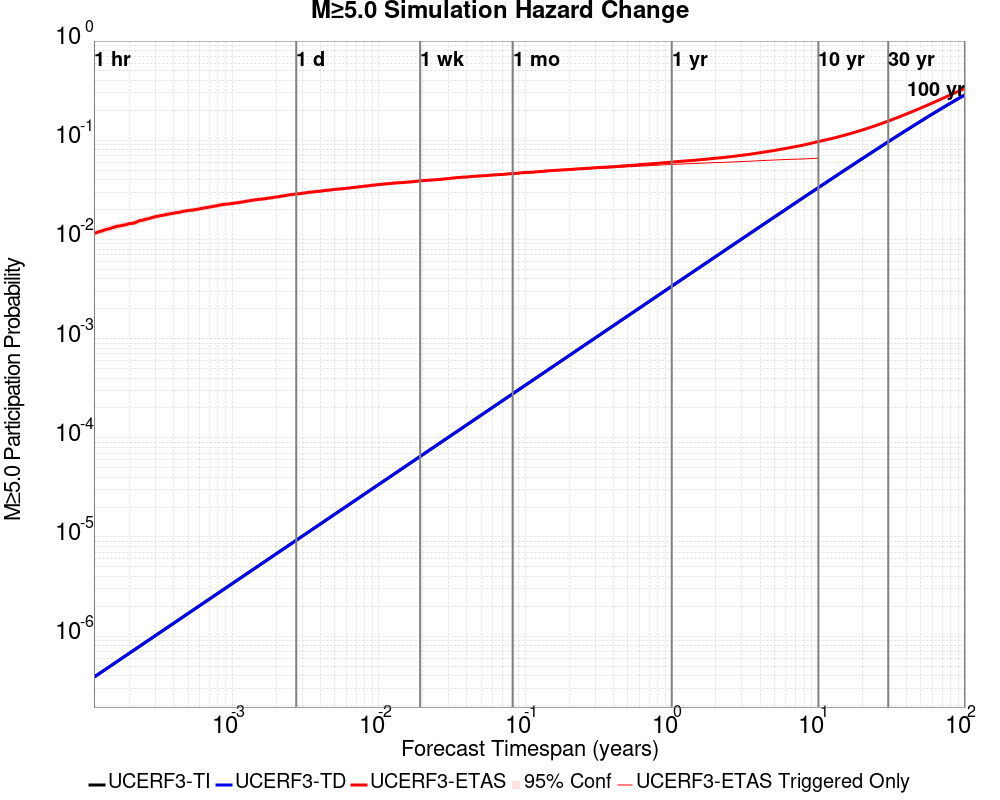 M≥5.0 Simulation Hazard Change
10^0
10^-1
10^-2
10^-3
10^-4
10^-5
10^-6
M≥5.0 Participation Probability
1 hr
1 d
1 wk
1 mo
1 yr
10 yr
30 yr
100 yr
10^-3
10^-2
10^-1
10^0
10^1
10^2
Forecast Timespan (years)
UCERF3-TI UCERF3-TD UCERF3-ETAS 95% Conf UCERF3-ETAS Triggered Only